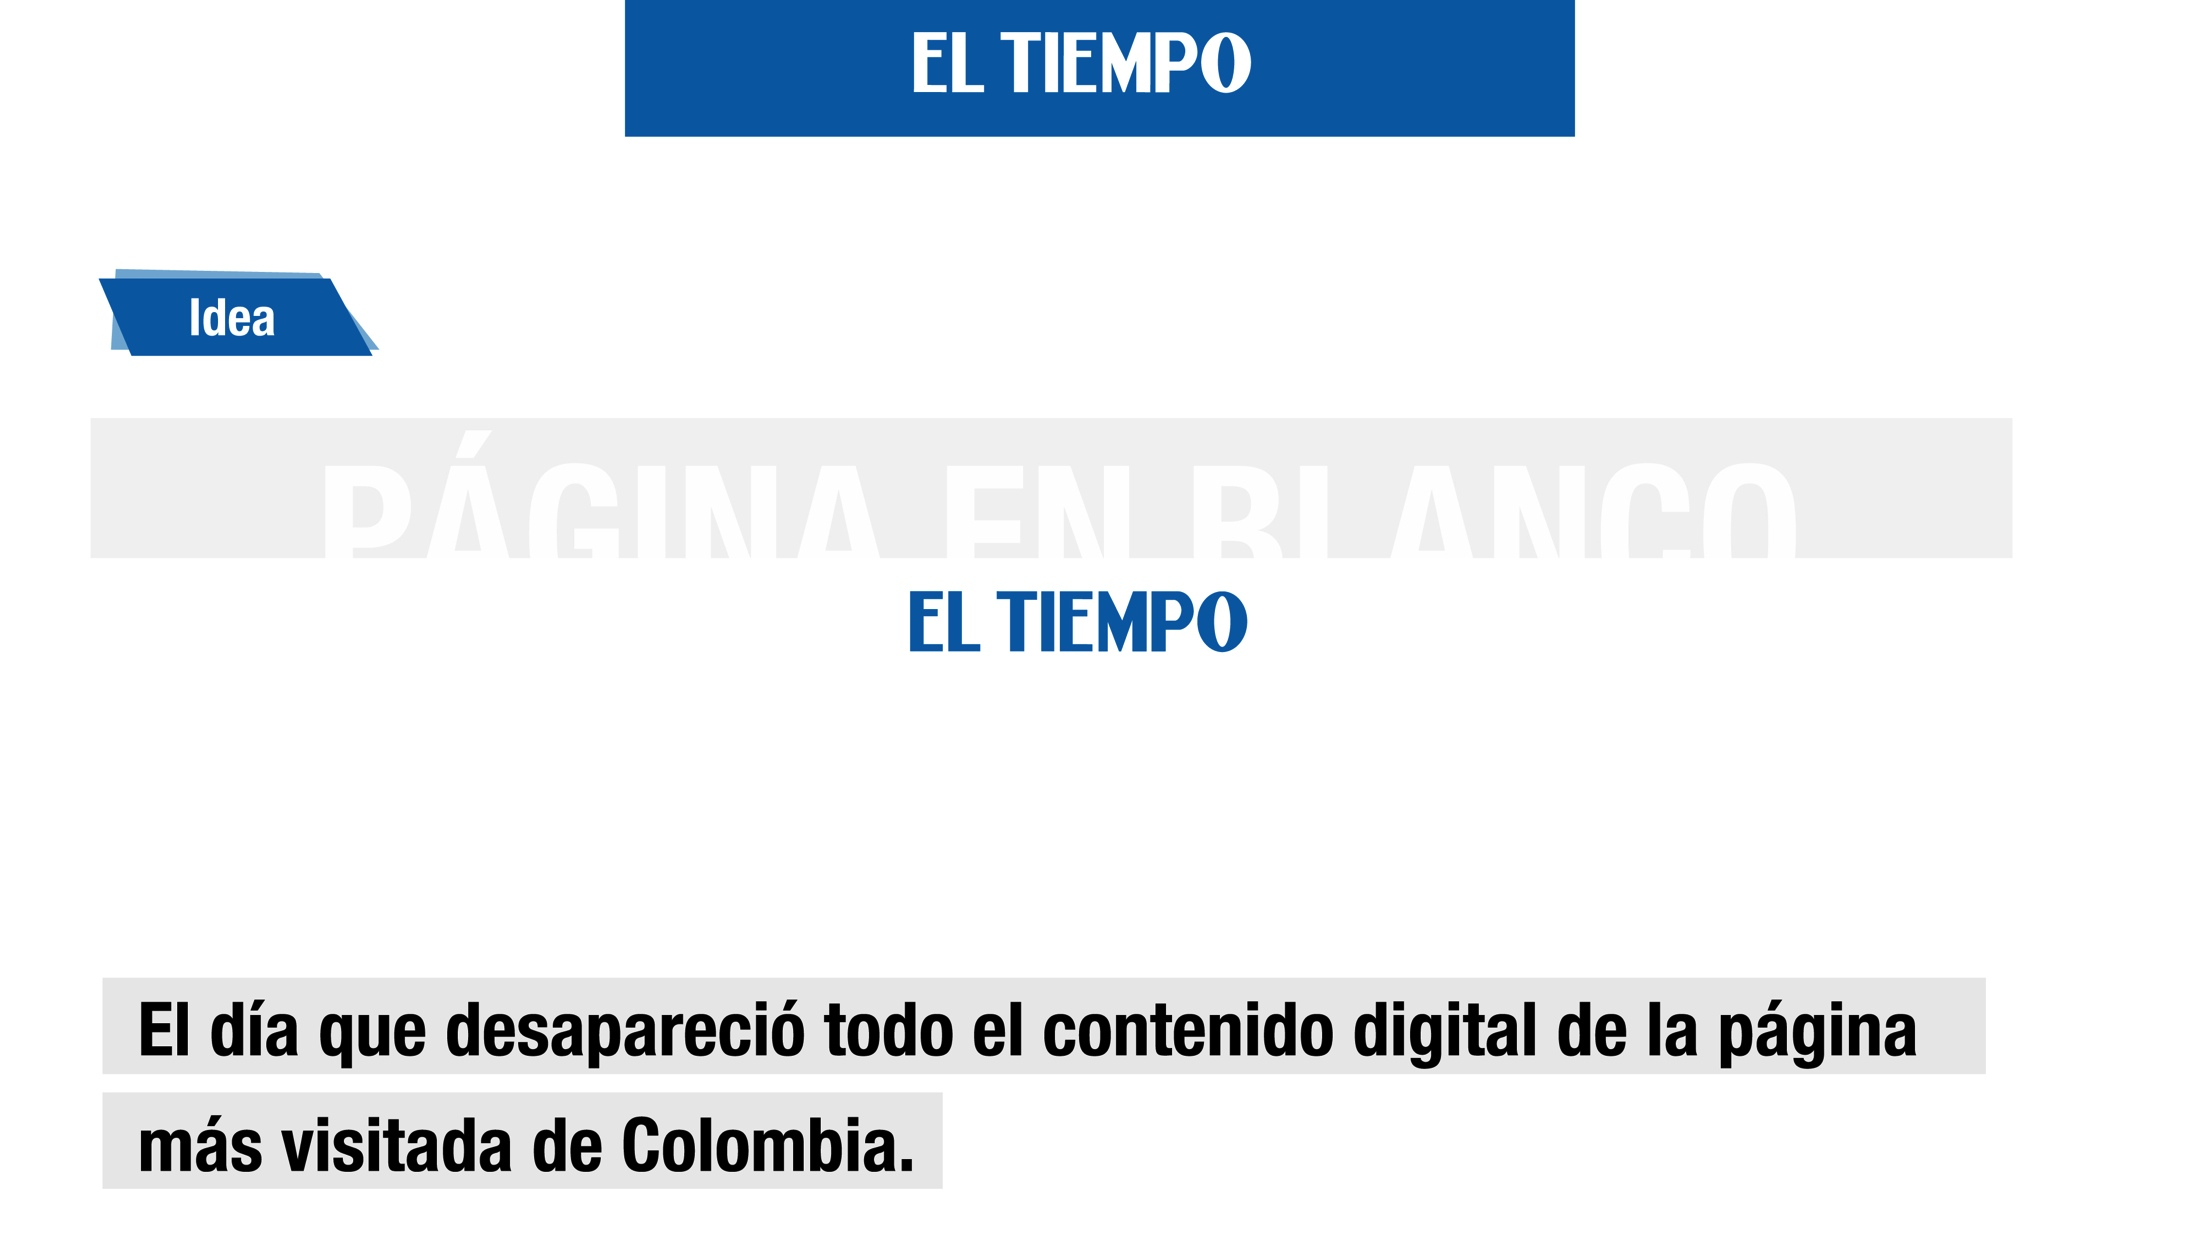 EL TIEMPO
Idea
PÁGINA EN BLANCO
EL TIEMPO
El día que desapareció todo el contenido digital de la página
más visitada de Colombia.